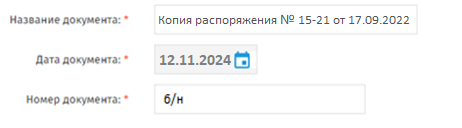 Название документа: * Копия распоряжения № 15-21 от 17.09.2022
Дата документа: * 12.11.2024
Номер документа: * б/н